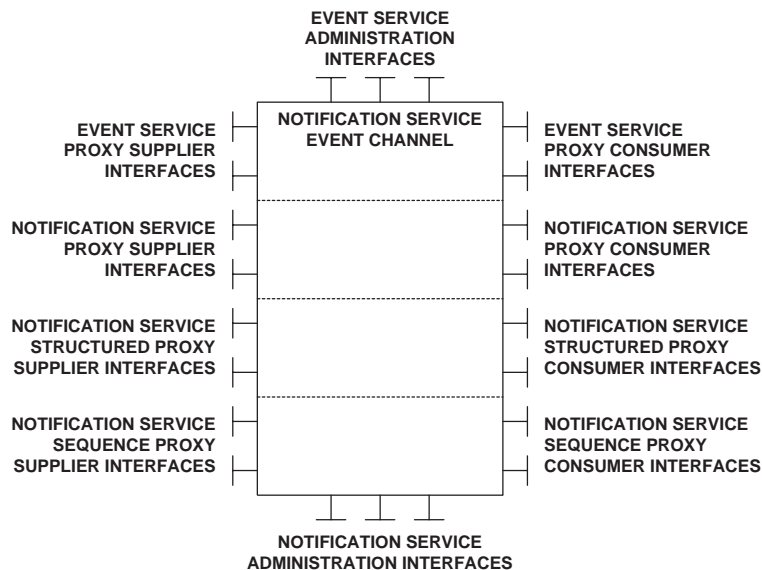 EVENT SERVICE
ADMINISTRATION
INTERFACES
NOTIFICATION SERVICE
EVENT CHANNEL
EVENT SERVICE
PROXY SUPPLIER
INTERFACES
EVENT SERVICE
PROXY CONSUMER
INTERFACES
NOTIFICATION SERVICE
PROXY SUPPLIER
INTERFACES
NOTIFICATION SERVICE
PROXY CONSUMER
INTERFACES
NOTIFICATION SERVICE
STRUCTURED PROXY
SUPPLIER INTERFACES
NOTIFICATION SERVICE
STRUCTURED PROXY
CONSUMER INTERFACES
NOTIFICATION SERVICE
SEQUENCE PROXY
SUPPLIER INTERFACES
NOTIFICATION SERVICE
SEQUENCE PROXY
CONSUMER INTERFACES
NOTIFICATION SERVICE
ADMINISTRATION INTERFACES